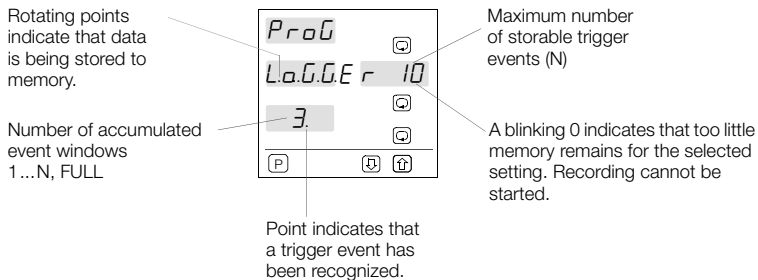 Rotating points
indicate that data
is being stored to
memory.
Number of accumulated
event windows
1...N, FULL
ProG
L.o.G.G.E r 10
3.
P
Maximum number
of storable trigger
events (N)
A blinking 0 indicates that too little
memory remains for the selected
setting. Recording cannot be
started.
Point indicates that
a trigger event has
been recognized.